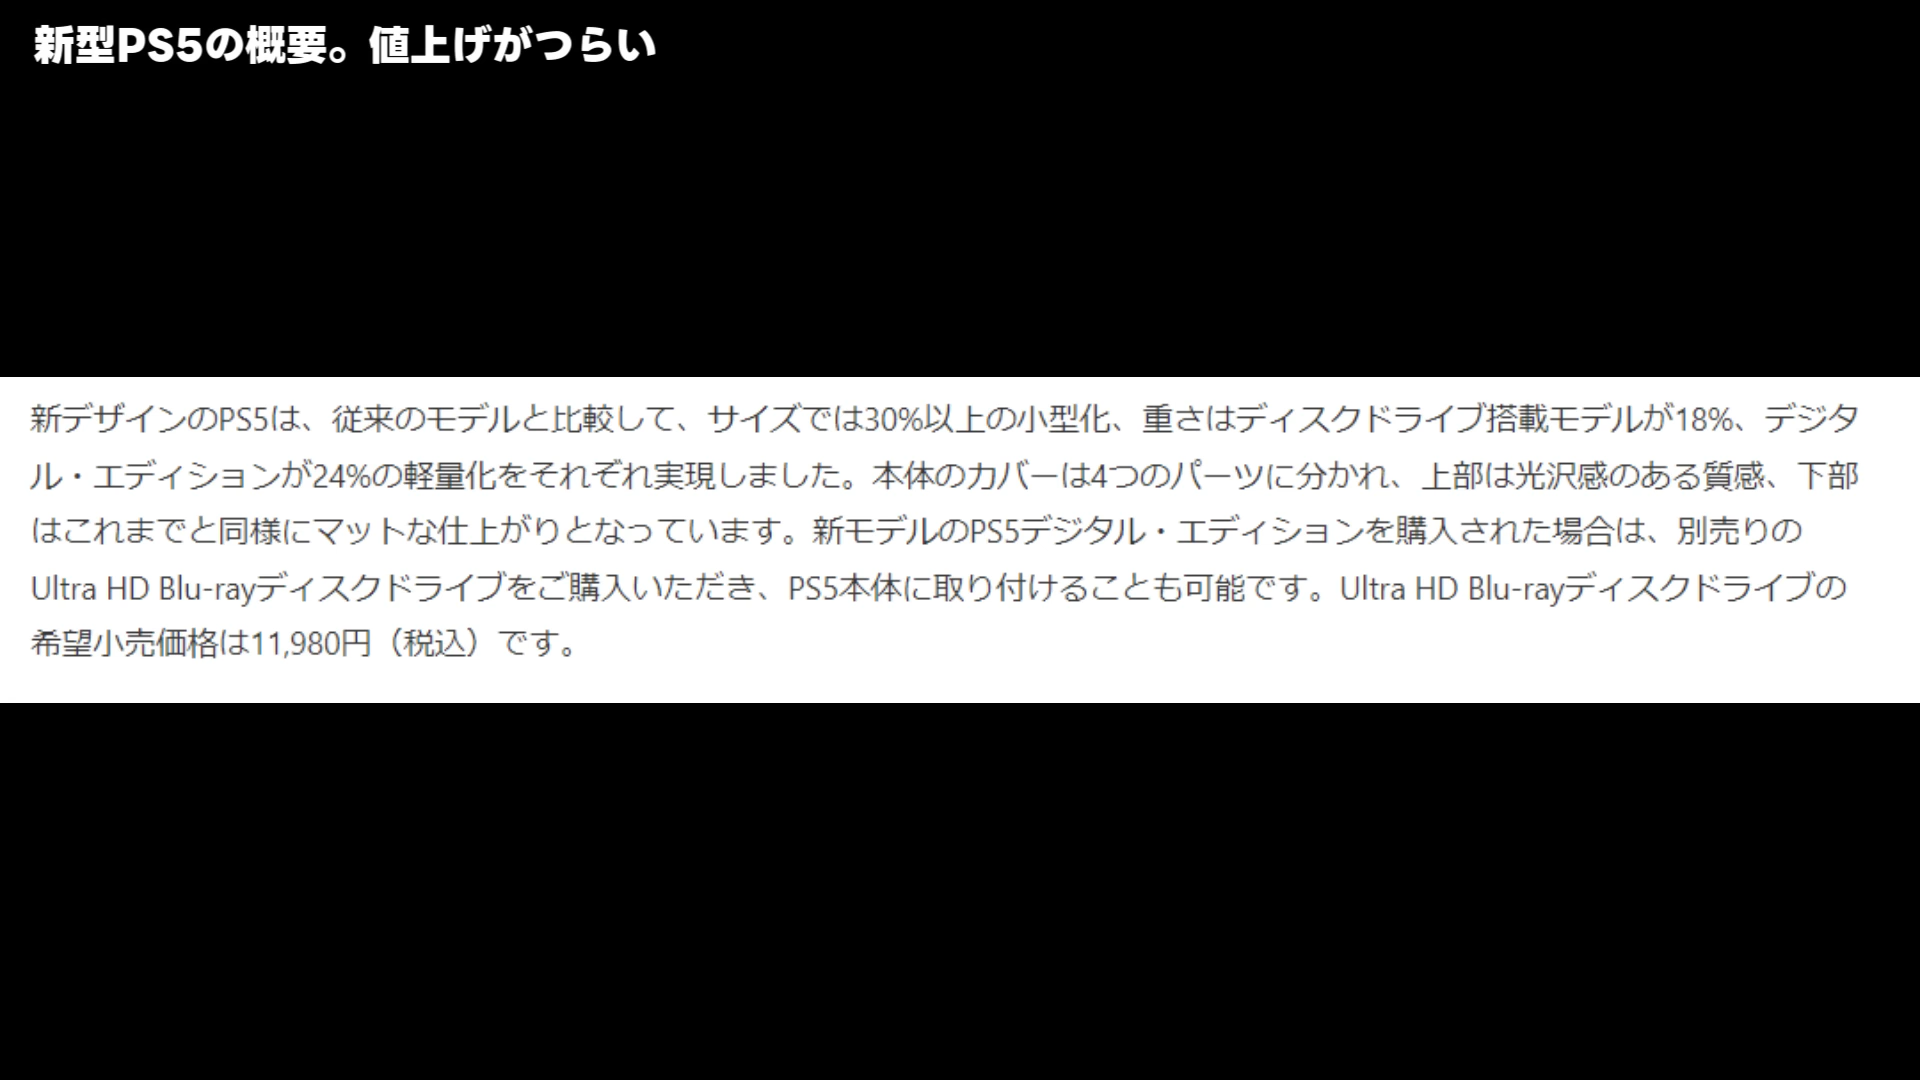 新型PS5の概要。値上げがつらい
新デザインのPS5は、従来のモデルと比較して、サイズでは30%以上の小型化、重さはディスクドライブ搭載モデルが18%、デジタ
ル・エディションが24%の軽量化をそれぞれ実現しました。本体のカバーは4つのパーツに分かれ、上部は光沢感のある質感、下部
はこれまでと同様にマットな仕上がりとなっています。新モデルのPS5デジタル・エディションを購入された場合は、別売りの
Ultra HD Blu-rayディスクドライブをご購入いただき、PS5本体に取り付けることも可能です。Ultra HD Blu-rayディスクドライブの
希望小売価格は11,980円（税込）です。